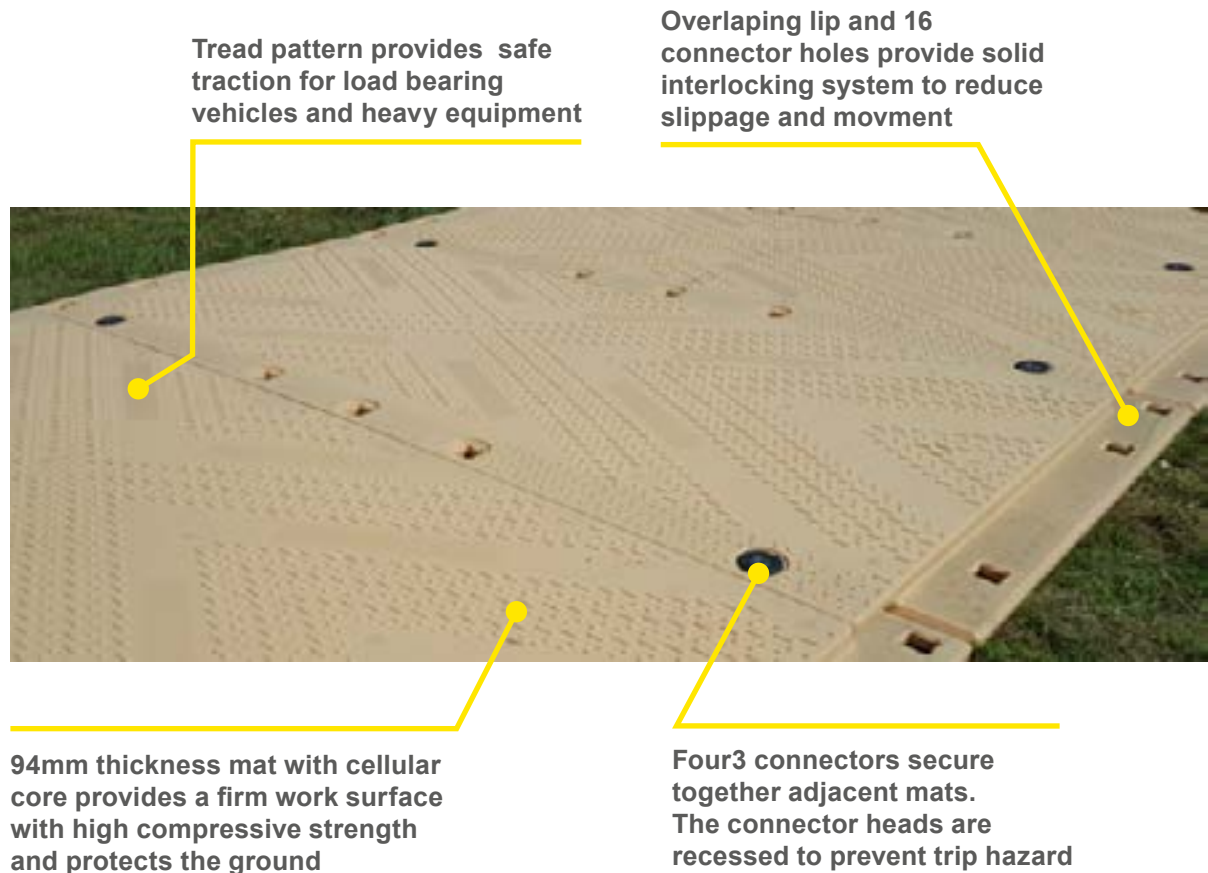 Tread pattern provides  safe
traction for load bearing
vehicles and heavy equipment
Overlaping lip and 16
connector holes provide solid
interlocking system to reduce
slippage and movment
94mm thickness mat with cellular
core provides a firm work surface
with high compressive strength
and protects the ground
Four3 connectors secure
together adjacent mats.
The connector heads are
recessed to prevent trip hazard